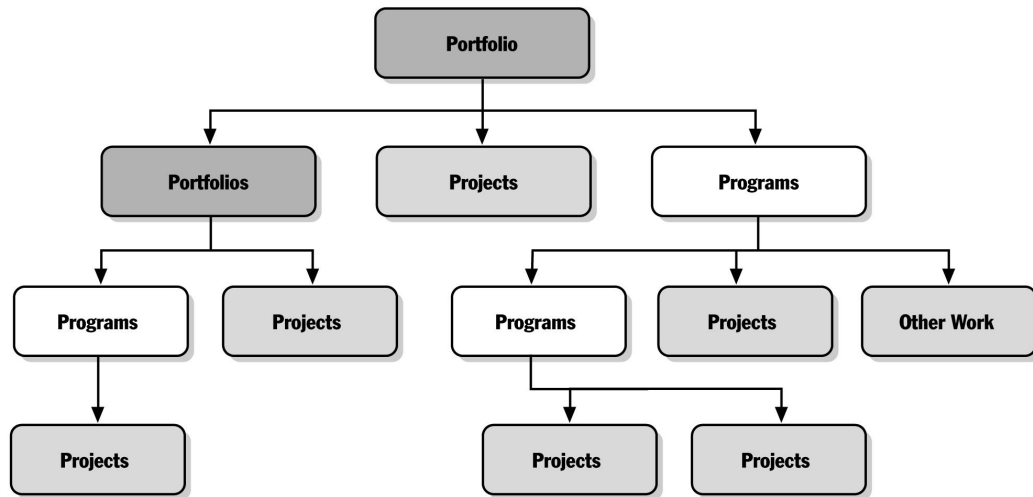 Portfolio
Portfolios
Projects
Programs
Programs
Projects
Programs
Projects
Other Work
Projects
Projects
Projects